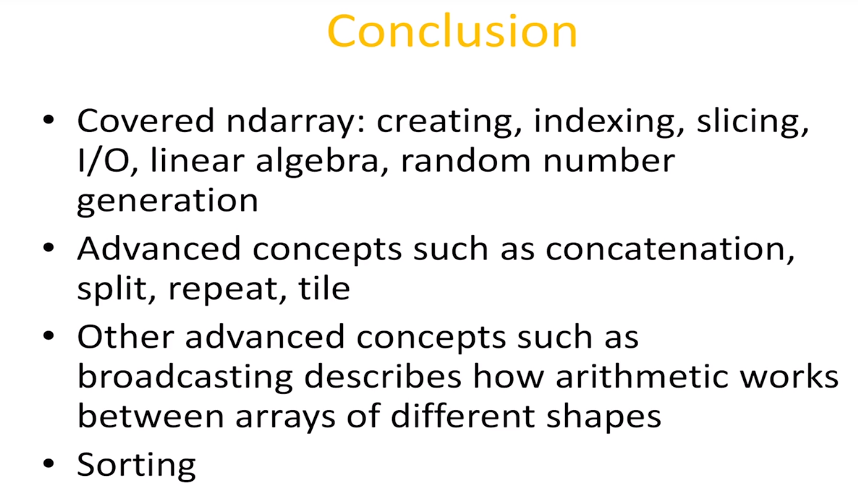 Conclusion
• Covered ndarray: creating, indexing, slicing,
I/O, linear algebra, random number
generation
• Advanced concepts such as concatenation,
split, repeat, tile
• Other advanced concepts such as
broadcasting describes how arithmetic works
between arrays of different shapes
• Sorting